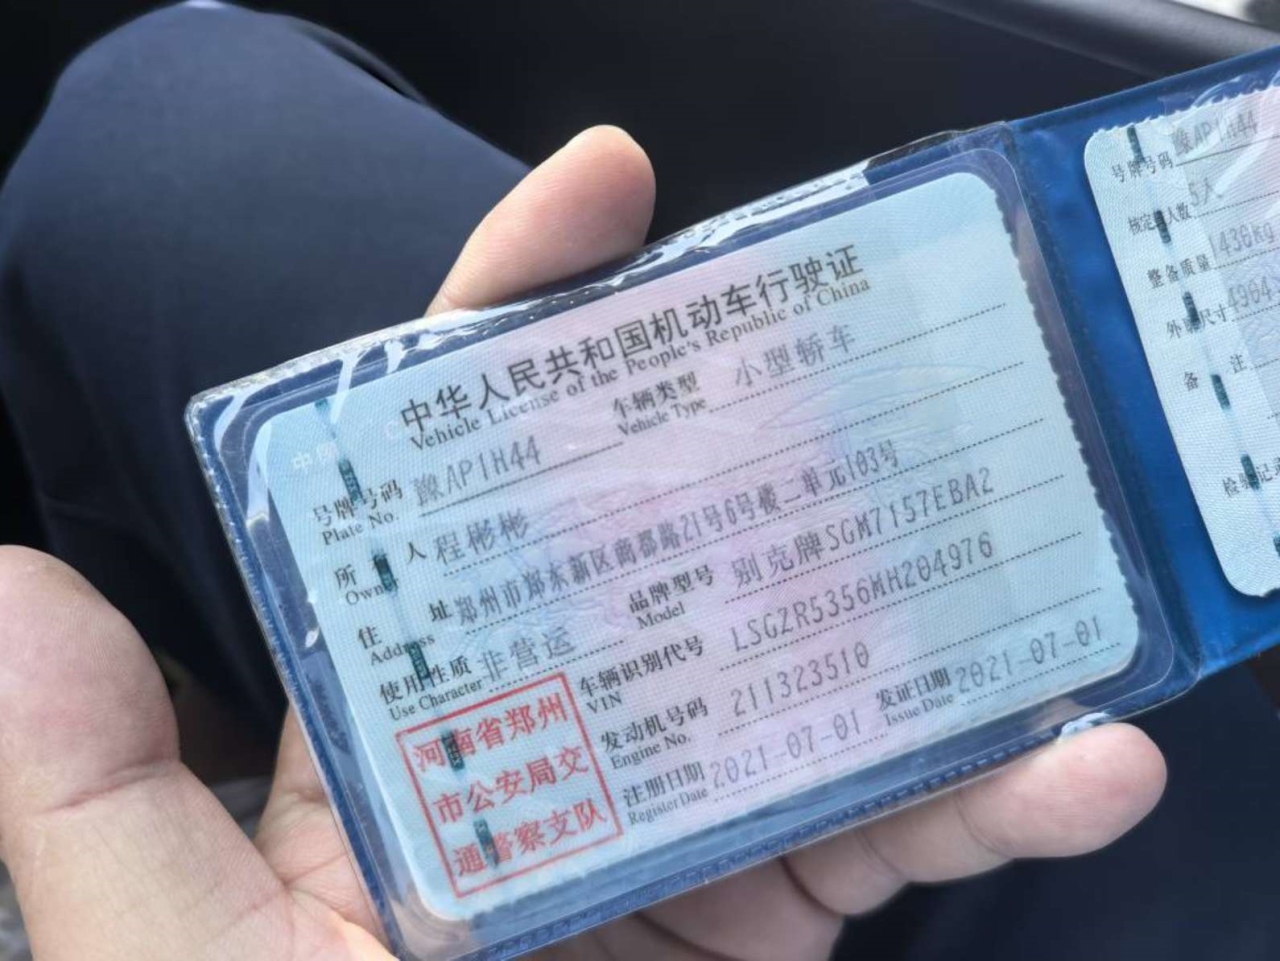 中华人民共和国机动车行驶证
Vehicle License of the People's Republic of China
号牌号码 豫AP1H44 车辆类型 小型轿车
Plate No. Vehicle Type
所 人 程彬彬
Owner
住 址 郑州市郑东新区商都路21号6号楼二单元103号
Address
使用性质 非营运 品牌型号 别克牌SGM7157EBA2
Use Character Model
车辆识别代号 LSGZR5356MH204976
VIN
发动机号码 211323510
Engine No.
注册日期 2021-07-01 发证日期 2021-07-01
Register Date Issue Date
河南省郑州
市公安局交
通警察支队
号牌号码 豫AP1H44
核定 人数 5人
整备质量 1430kg
外廓尺寸
备 注
检验记录